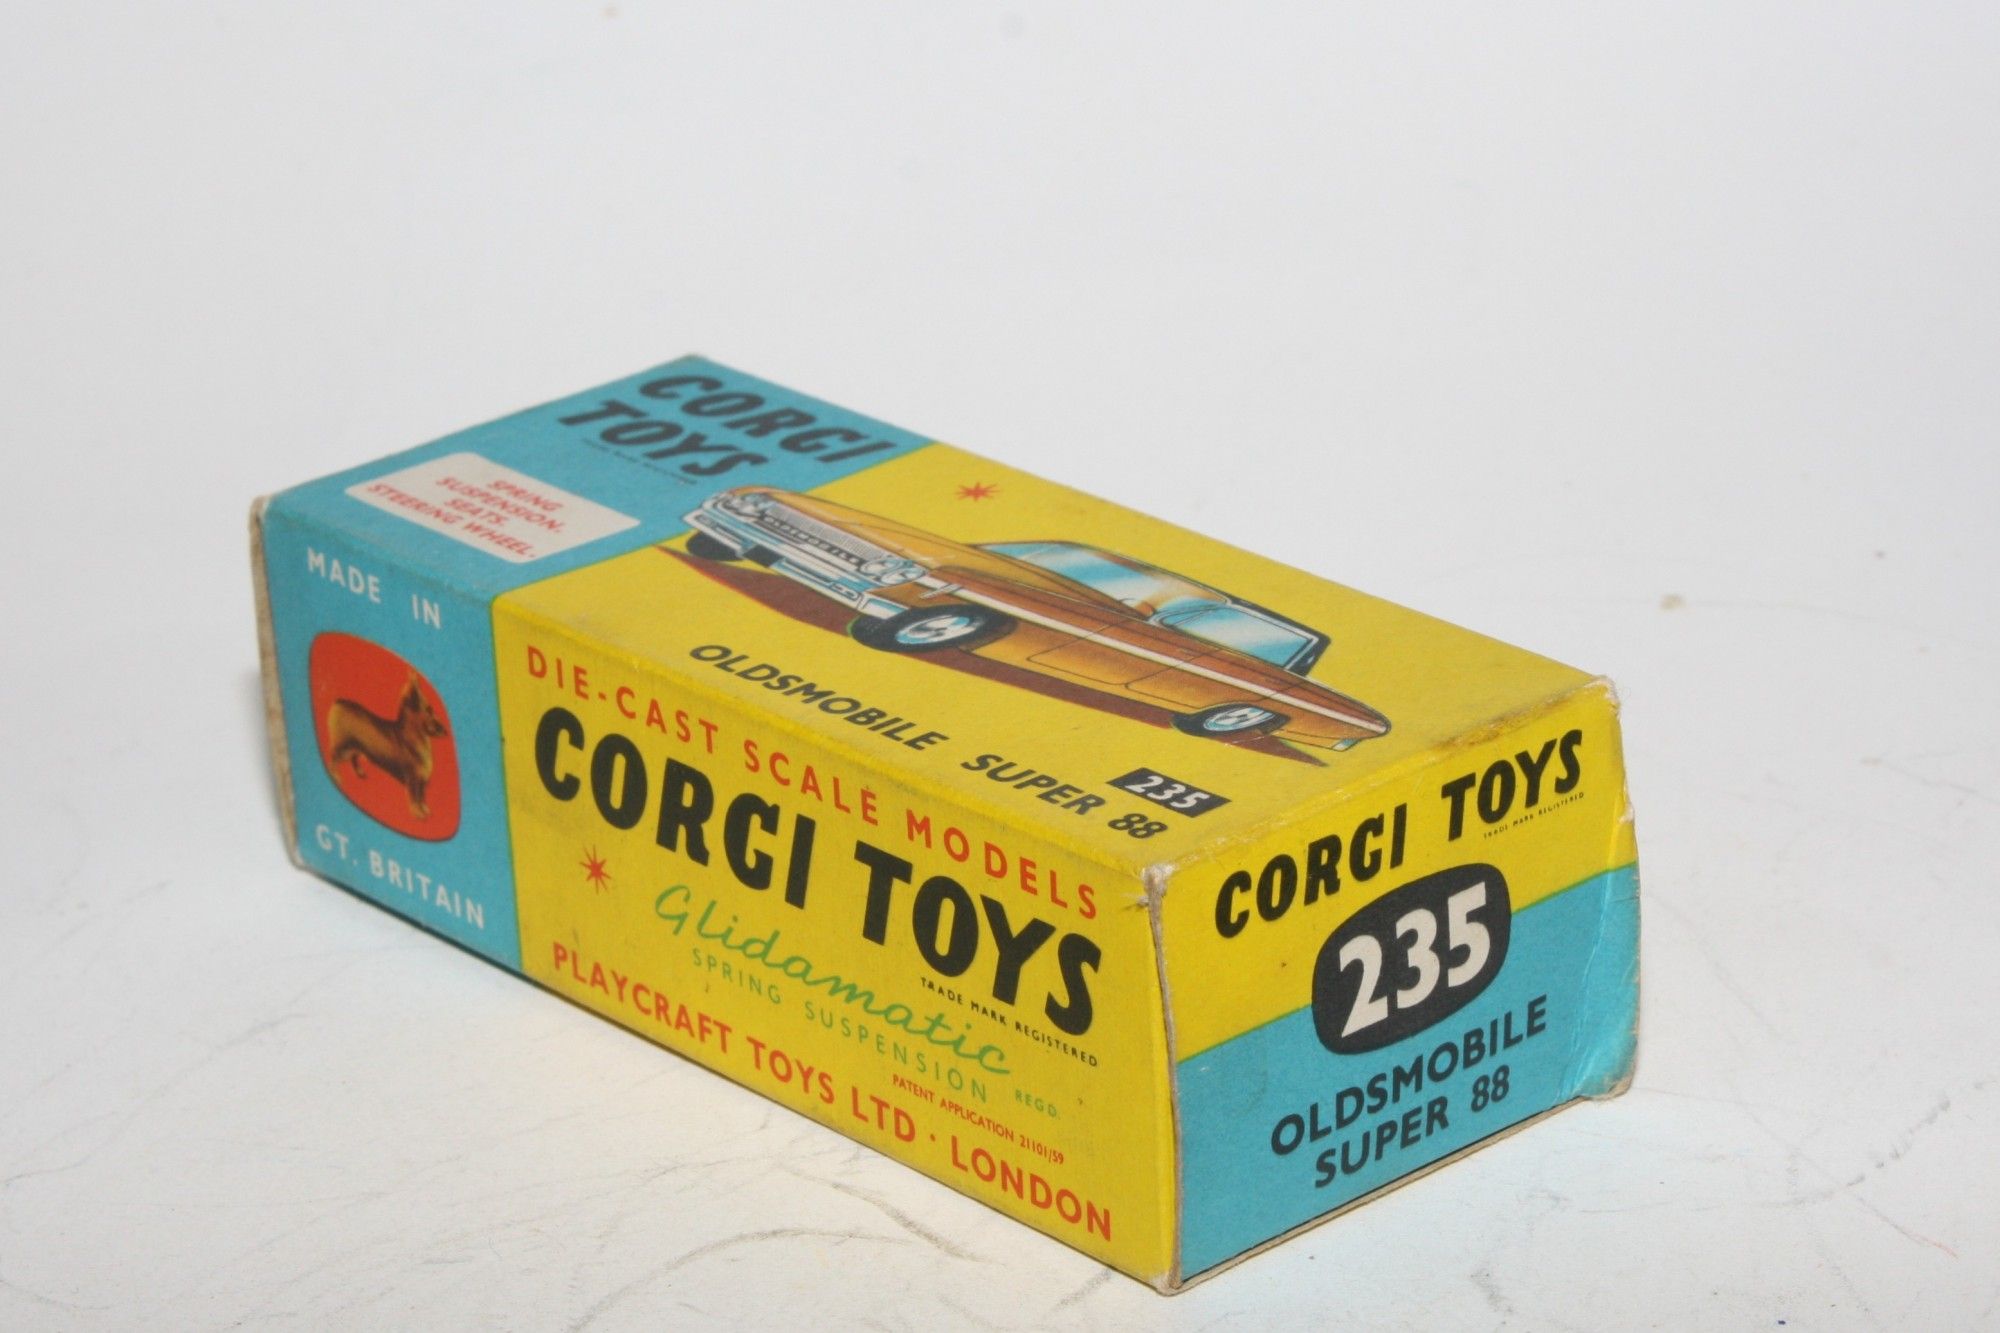 CORGI
TOYS
SPRING
SUSPENSION.
SEATS.
STEERING WHEEL.
OLDSMOBILE
OLDSMOBILE SUPER 88
235
MADE IN
GT. BRITAIN
DIE-CAST SCALE MODELS
CORGI TOYS
TRADE MARK REGISTERED
Glidamatic
SPRING SUSPENSION REGD.
PATENT APPLICATION 21101/59
PLAYCRAFT TOYS LTD · LONDON
CORGI TOYS
TRADE MARK REGISTERED
235
OLDSMOBILE
SUPER 88